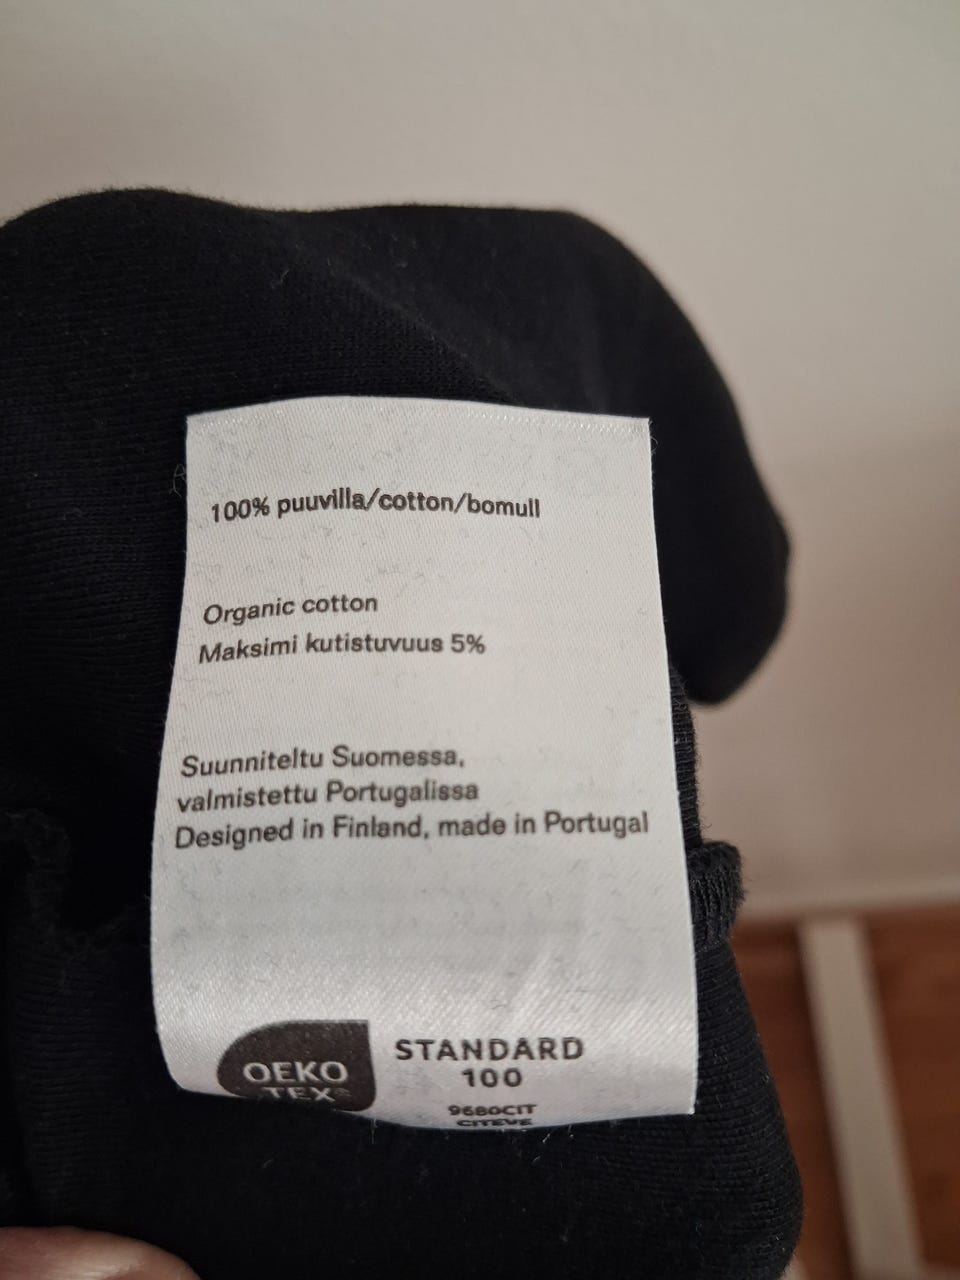 100% puuvilla/cotton/bomull
Organic cotton
Maksimi kutistuvuus 5%
Suunniteltu Suomessa,
valmistettu Portugalissa
Designed in Finland, made in Portugal
OEKO
TEX®
STANDARD
100
9680CIT
CITEVE